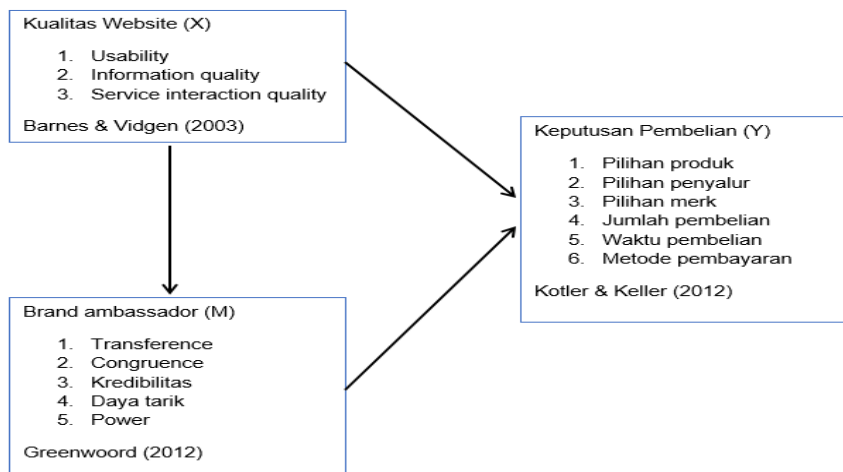 Kualitas Website (X)
1. Usability
2. Information quality
3. Service interaction quality
Barnes & Vidgen (2003)
Keputusan Pembelian (Y)
1. Pilihan produk
2. Pilihan penyalur
3. Pilihan merk
4. Jumlah pembelian
5. Waktu pembelian
6. Metode pembayaran
Kotler & Keller (2012)
Brand ambassador (M)
1. Transference
2. Congruence
3. Kredibilitas
4. Daya tarik
5. Power
Greenwoord (2012)